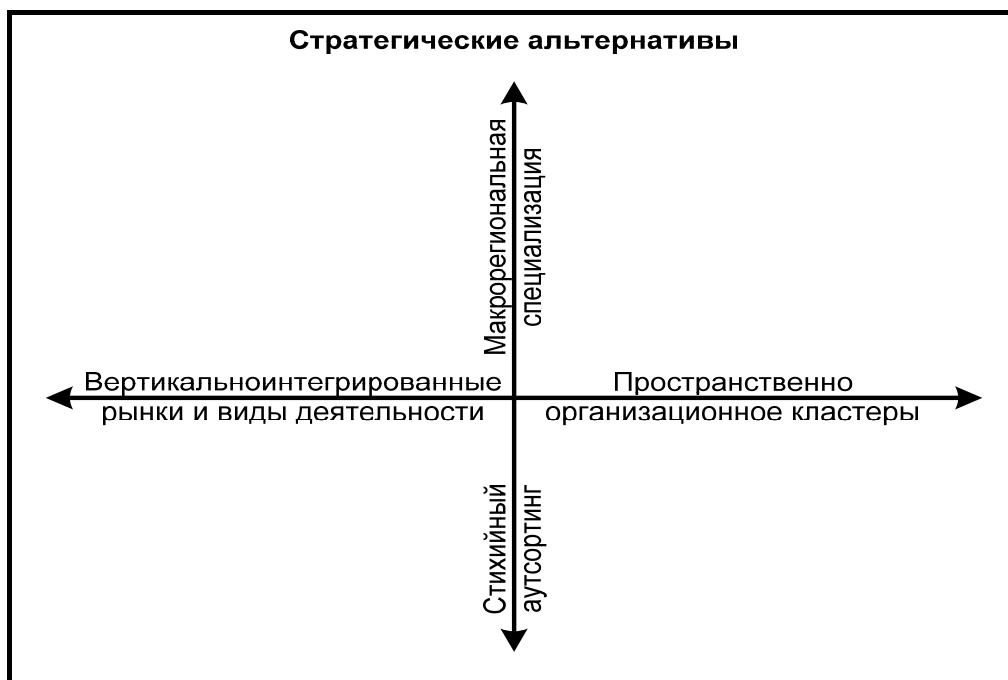 Стратегические альтернативы
Макрорегиональная
специализация
Вертикальноинтегрированные
рынки и виды деятельности
Пространственно
организационное кластеры
Стихийный
аутсортинг